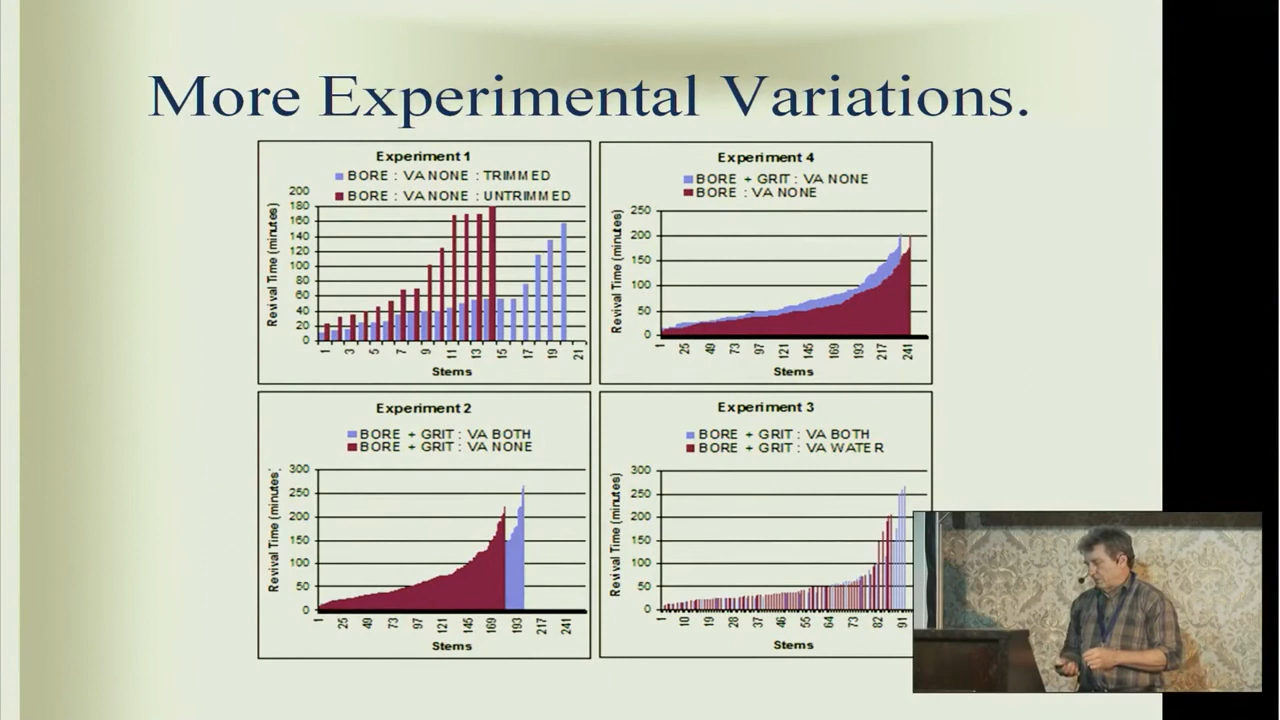 More Experimental Variations.
Experiment 1
BORE : VA NONE : TRIMMED
BORE : VA NONE : UNTRIMMED
Revival Time (minutes)
200
180
160
140
120
100
80
60
40
20
0
1 3 5 7 9 11 13 15 17 19 21
Stems
Experiment 4
BORE + GRIT : VA NONE
BORE : VA NONE
Revival Time (minutes)
250
200
150
100
50
0
1 25 49 73 97 121 145 169 193 217 241
Stems
Experiment 2
BORE + GRIT : VA BOTH
BORE + GRIT : VA NONE
Revival Time (minutes)
300
250
200
150
100
50
0
1 25 49 73 97 121 145 169 193 217 241
Stems
Experiment 3
BORE + GRIT : VA BOTH
BORE + GRIT : VA WATER
Revival Time (minutes)
300
250
200
150
100
50
0
1 10 19 28 37 46 55 64 73 82 91
Stems